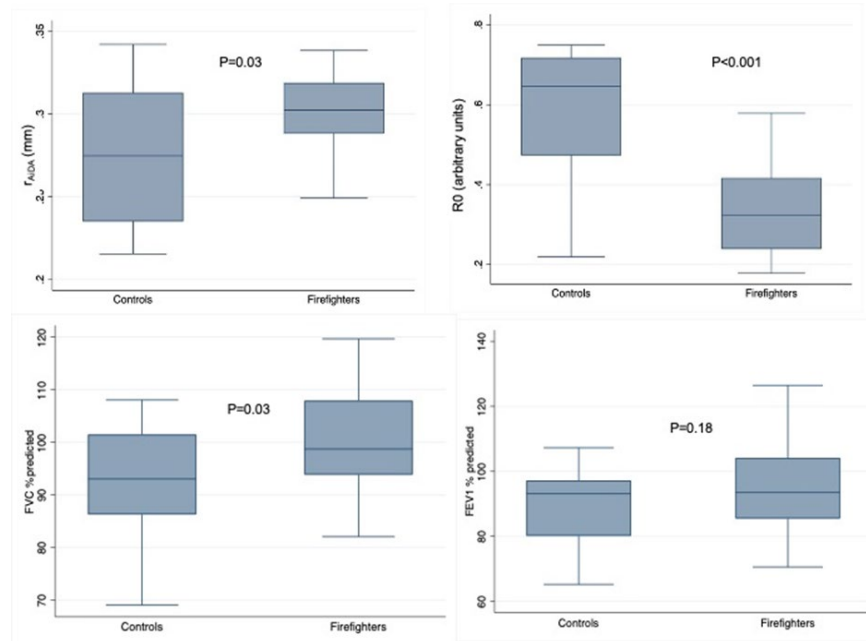 .35
P=0.03
.3
r_AIDA (mm)
.25
.2
Controls Firefighters
.8
P<0.001
.6
R0 (arbitrary units)
.4
.2
Controls Firefighters
120
110
P=0.03
100
FVC %predicted
90
80
70
Controls Firefighters
140
120
P=0.18
100
FEV1 % predicted
80
60
Controls Firefighters